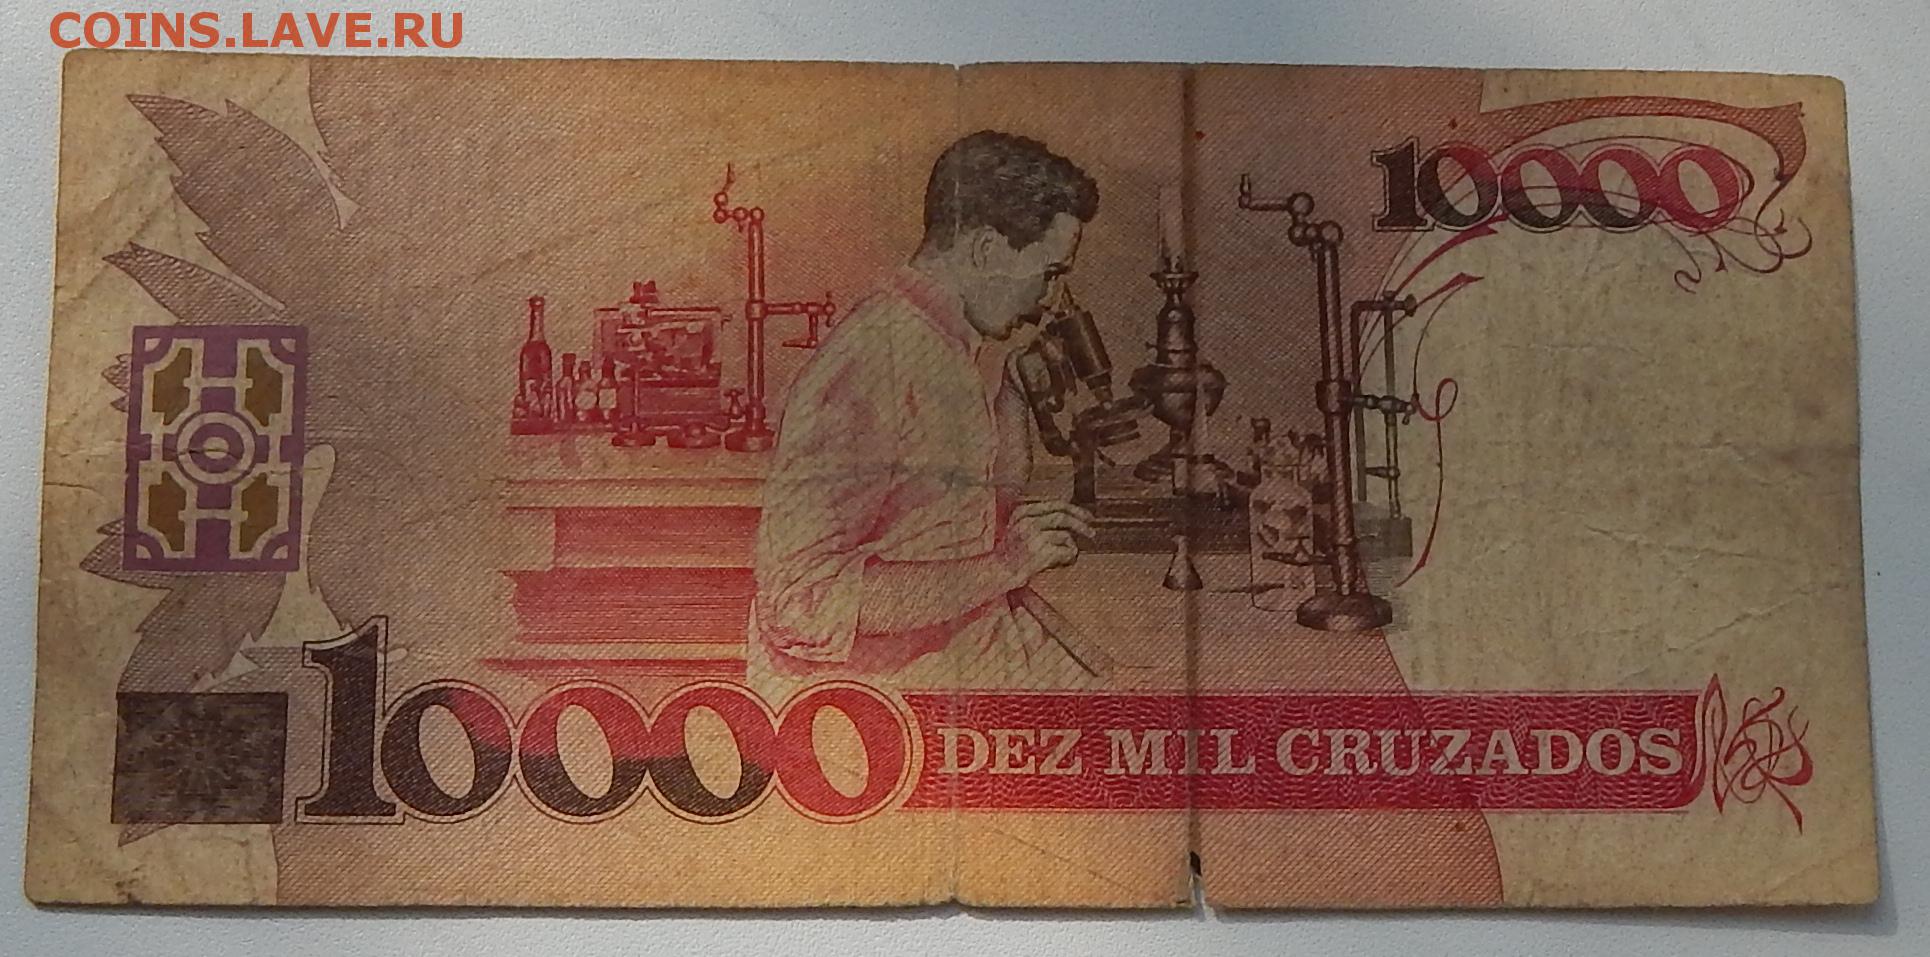 COINS.LAVE.RU
10000
10000 DEZ MIL CRUZADOS